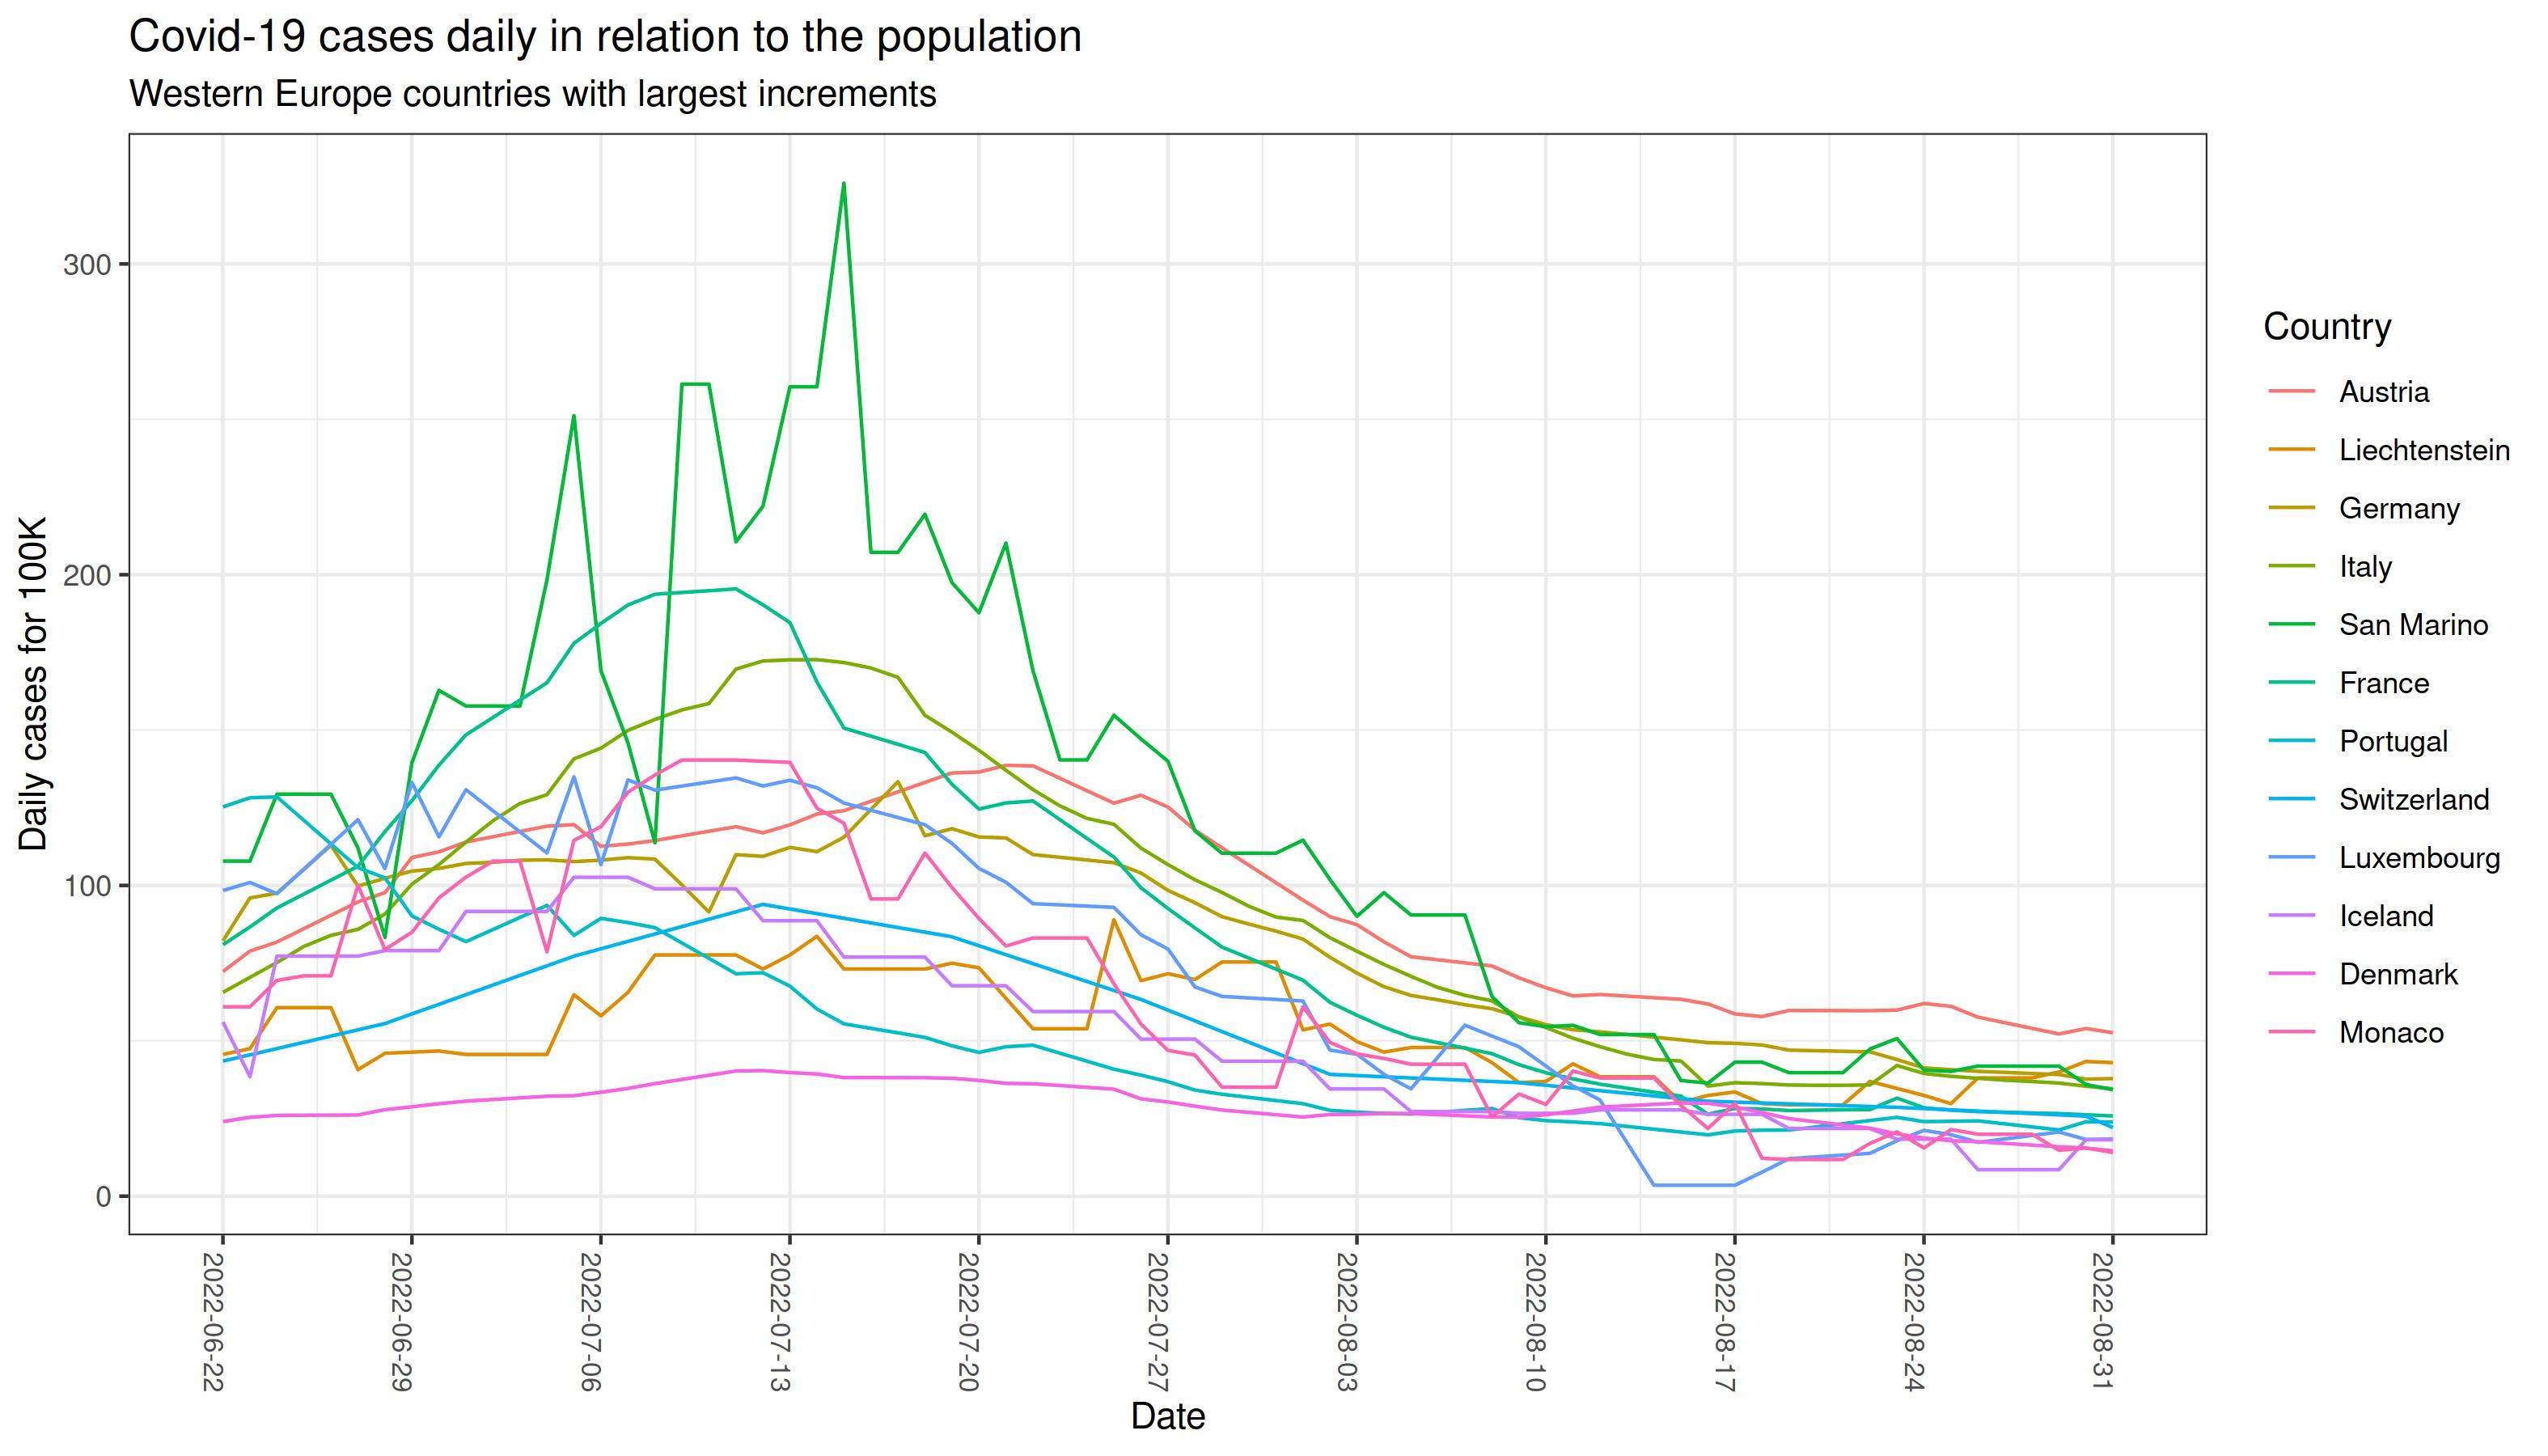 Covid-19 cases daily in relation to the population
Western Europe countries with largest increments
Daily cases for 100K
300
200
100
0
2022-06-22
2022-06-29
2022-07-06
2022-07-13
2022-07-20
2022-07-27
2022-08-03
2022-08-10
2022-08-17
2022-08-24
2022-08-31
Date
Country
Austria
Liechtenstein
Germany
Italy
San Marino
France
Portugal
Switzerland
Luxembourg
Iceland
Denmark
Monaco